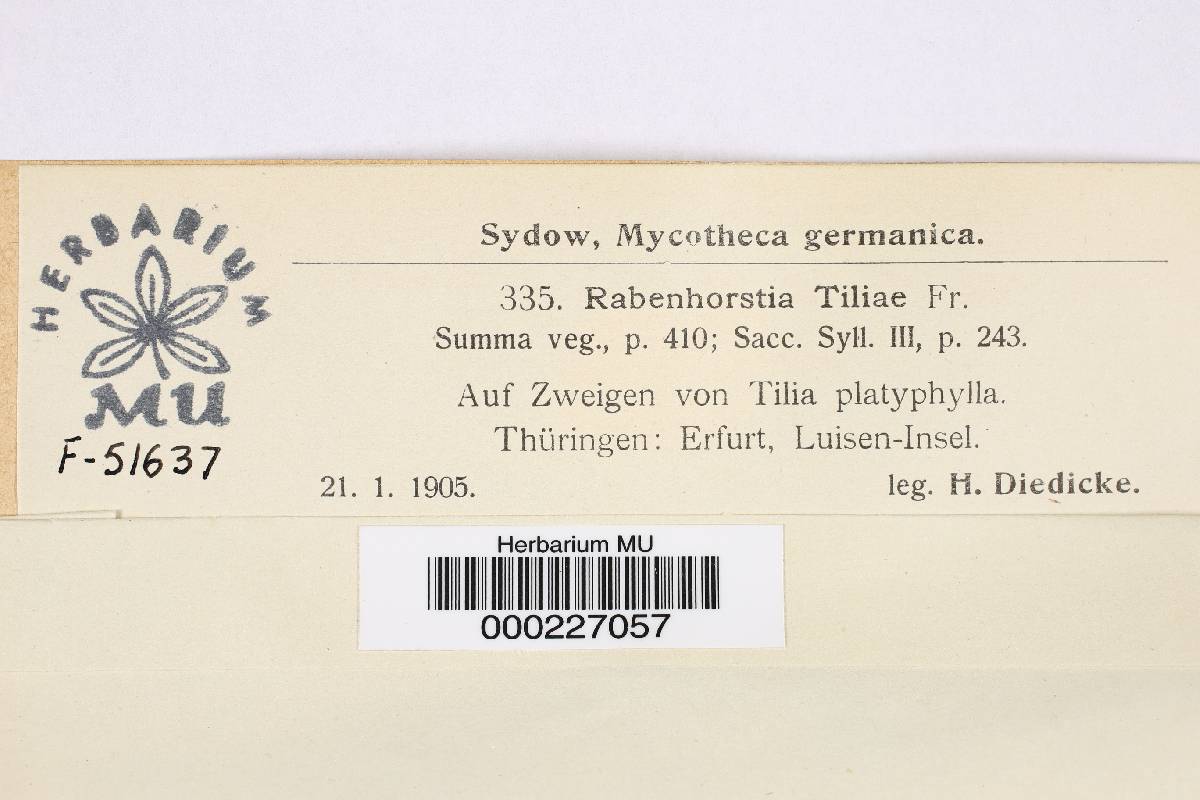 HERBARIUM
MU
F-51637
Sydow, Mycotheca germanica.
335. Rabenhorstia Tiliae Fr.
Summa veg., p. 410; Sacc. Syll. III, p. 243.
Auf Zweigen von Tilia platyphylla.
Thüringen: Erfurt, Luisen-Insel.
21. 1. 1905.
leg. H. Diedicke.
Herbarium MU
000227057